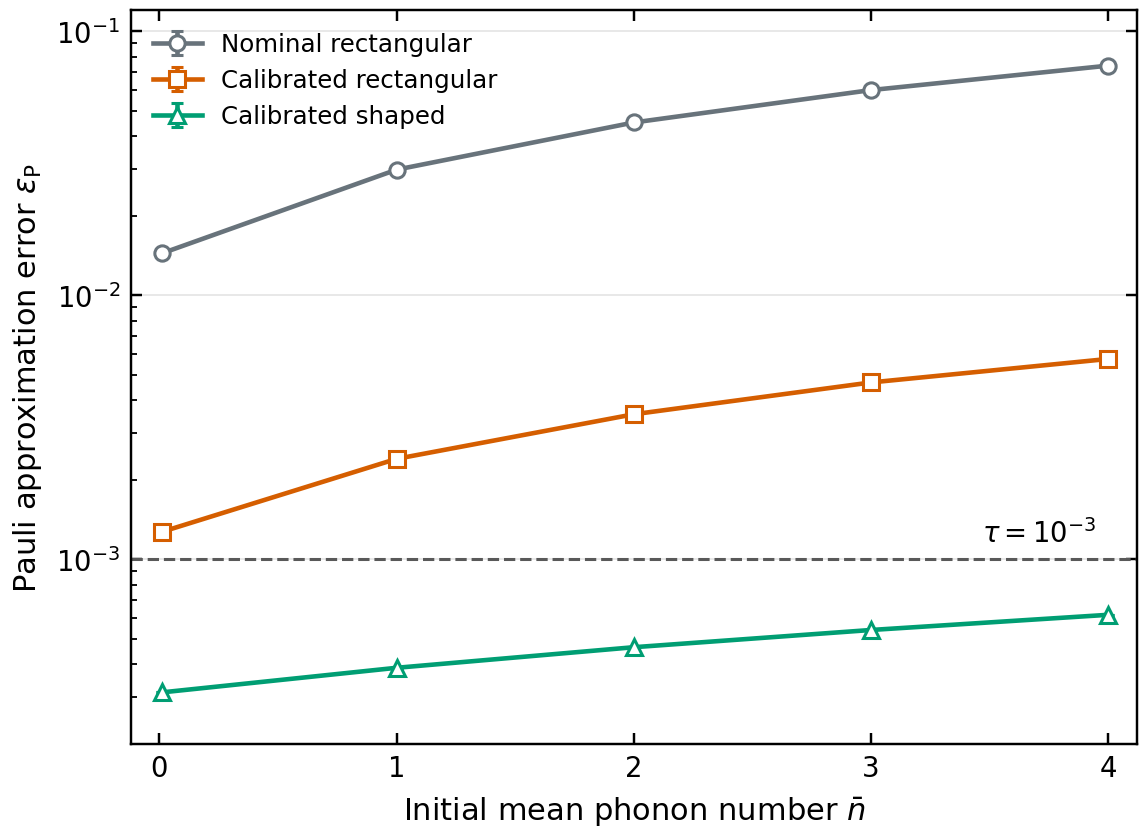 Nominal rectangular
Calibrated rectangular
Calibrated shaped
Pauli approximation error εP
10⁻¹
10⁻²
10⁻³
τ = 10⁻³
0 1 2 3 4
Initial mean phonon number n̄